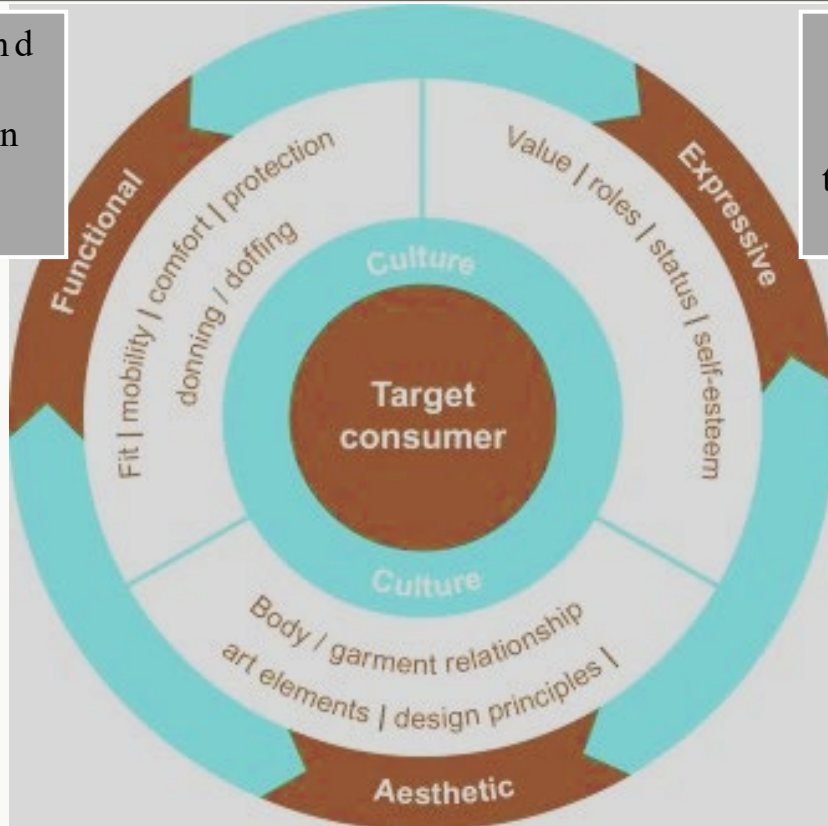 nd
n
t
Functional
Expressive
Aesthetic
Fit | mobility | comfort | protection
donning / doffing
Value | roles | status | self-esteem
Culture
Target
consumer
Culture
Body / garment relationship
art elements | design principles |